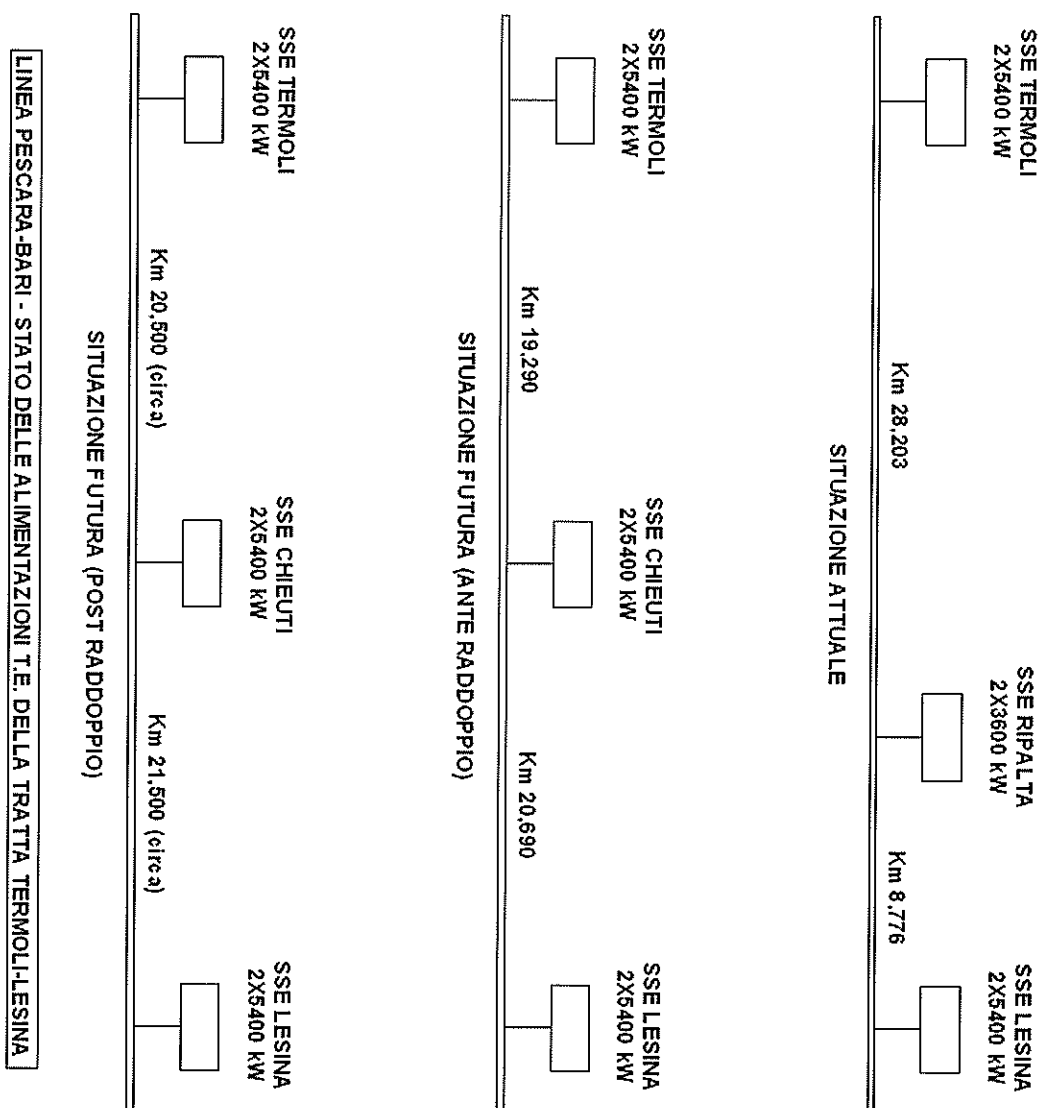 SSE TERMOLI
2X5400 kW
SSE RIPALTA
2X3600 kW
SSE LESINA
2X5400 kW
Km 28,203
Km 8,776
SITUAZIONE ATTUALE
SSE TERMOLI
2X5400 kW
SSE CHIEUTI
2X5400 kW
SSE LESINA
2X5400 kW
Km 19,290
Km 20,690
SITUAZIONE FUTURA (ANTE RADDOPPIO)
SSE TERMOLI
2X5400 kW
SSE CHIEUTI
2X5400 kW
SSE LESINA
2X5400 kW
Km 20,500 (circa)
Km 21,500 (circa)
SITUAZIONE FUTURA (POST RADDOPPIO)
LINEA PESCARA-BARI - STATO DELLE ALIMENTAIZIONI T.E. DELLA TRATTA TERMOLI-LESINA